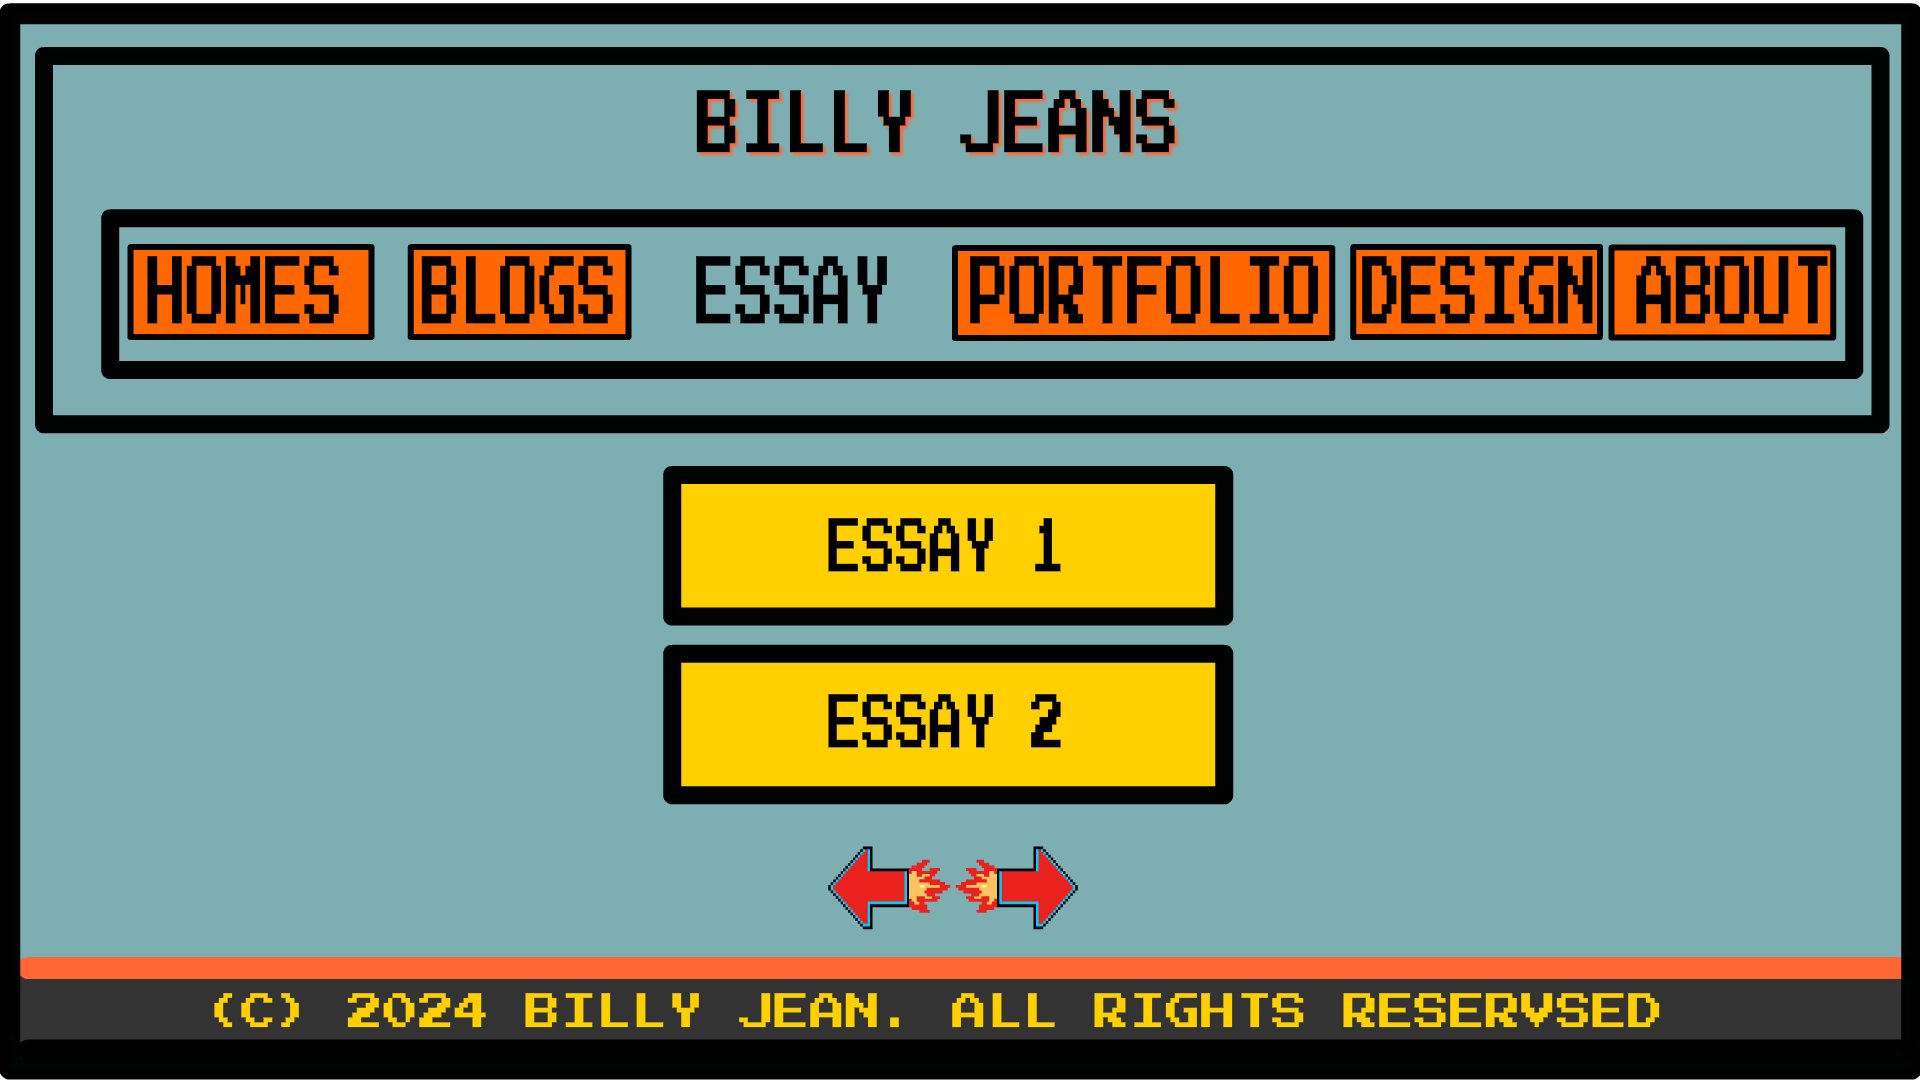 BILLY JEANS
HOMES BLOGS ESSAY PORTFOLIO DESIGN ABOUT
ESSAY 1
ESSAY 2
(C) 2024 BILLY JEAN. ALL RIGHTS RESERVSED